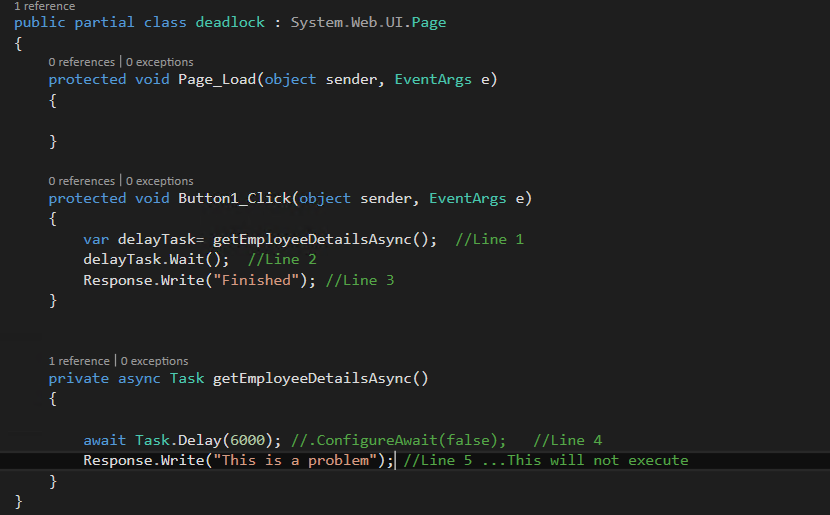 1 reference
public partial class deadlock : System.Web.UI.Page
{
0 references | 0 exceptions
protected void Page_Load(object sender, EventArgs e)
{
}
0 references | 0 exceptions
protected void Button1_Click(object sender, EventArgs e)
{
var delayTask= getEmployeeDetailsAsync();  //Line 1
delayTask.Wait();  //Line 2
Response.Write("Finished"); //Line 3
}
1 reference | 0 exceptions
private async Task getEmployeeDetailsAsync()
{
await Task.Delay(6000); //.ConfigureAwait(false);   //Line 4
Response.Write("This is a problem"); //Line 5 ...This will not execute
}
}